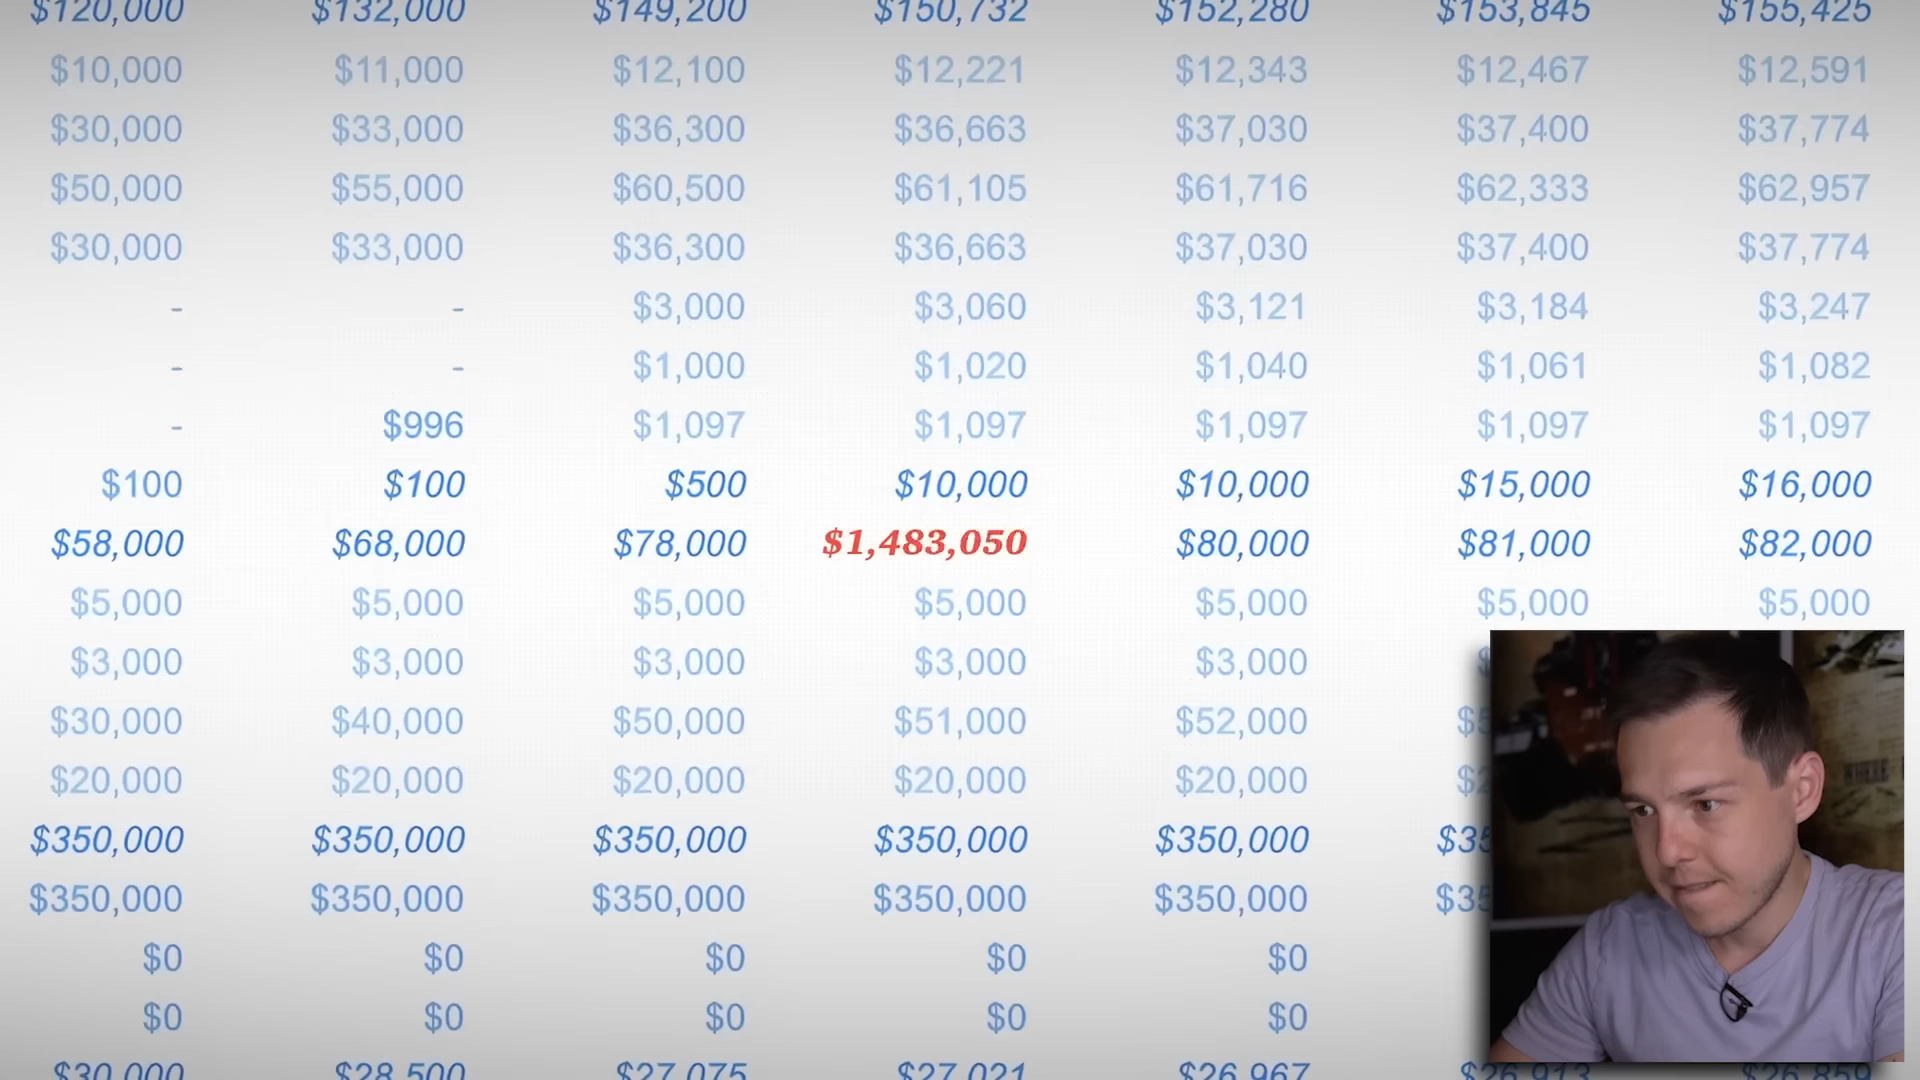 $120,000 $132,000 $149,200 $150,732 $152,280 $153,845 $155,425
$10,000 $11,000 $12,100 $12,221 $12,343 $12,467 $12,591
$30,000 $33,000 $36,300 $36,663 $37,030 $37,400 $37,774
$50,000 $55,000 $60,500 $61,105 $61,716 $62,333 $62,957
$30,000 $33,000 $36,300 $36,663 $37,030 $37,400 $37,774
- - $3,000 $3,060 $3,121 $3,184 $3,247
- - $1,000 $1,020 $1,040 $1,061 $1,082
- $996 $1,097 $1,097 $1,097 $1,097 $1,097
$100 $100 $500 $10,000 $10,000 $15,000 $16,000
$58,000 $68,000 $78,000 $1,483,050 $80,000 $81,000 $82,000
$5,000 $5,000 $5,000 $5,000 $5,000 $5,000 $5,000
$3,000 $3,000 $3,000 $3,000 $3,000
$30,000 $40,000 $50,000 $51,000 $52,000
$20,000 $20,000 $20,000 $20,000 $20,000
$350,000 $350,000 $350,000 $350,000 $350,000
$350,000 $350,000 $350,000 $350,000 $350,000
$0 $0 $0 $0 $0
$0 $0 $0 $0 $0
$30,000 $28,500 $27,075 $27,021 $26,967 $26,913 $26,859